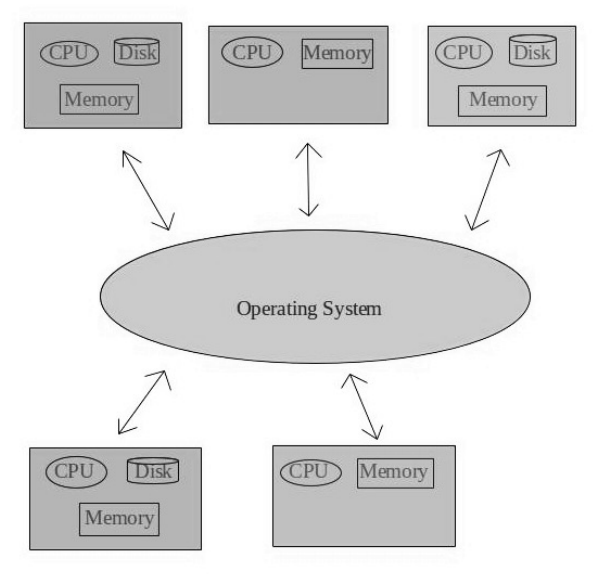 CPU Disk
Memory
CPU Memory
CPU Disk
Memory
Operating System
CPU Disk
Memory
CPU Memory